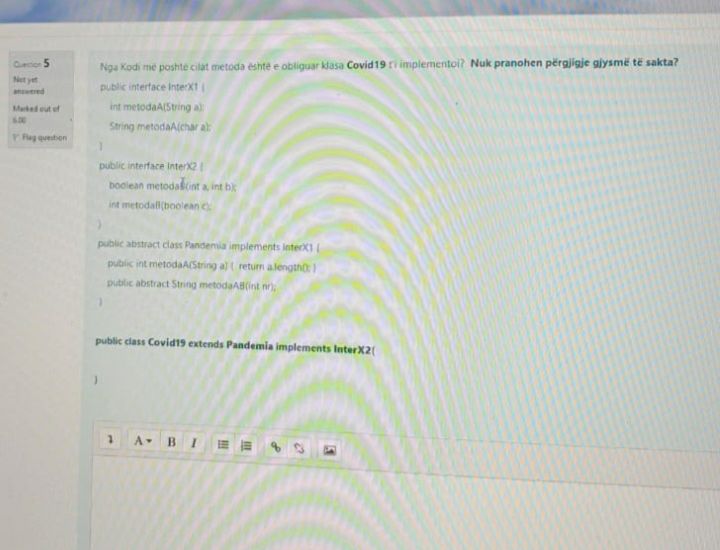 Question 5
Not yet
answered
Marked out of
6.00
Flag question
Nga Kodi më poshtë cilat metoda është e obliguar klasa Covid19 t'i implementoi? Nuk pranohen përgjigje gjysmë të sakta?
public interface InterX1 {
int metodaA(String a);
String metodaA(char a);
}
public interface InterX2 {
boolean metodaB(int a, int b);
int metodaB(boolean c);
}
public abstract class Pandemia implements InterX1 {
public int metodaA(String a) { return a.length(); }
public abstract String metodaAB(int nr);
}
public class Covid19 extends Pandemia implements InterX2{
}
A B I